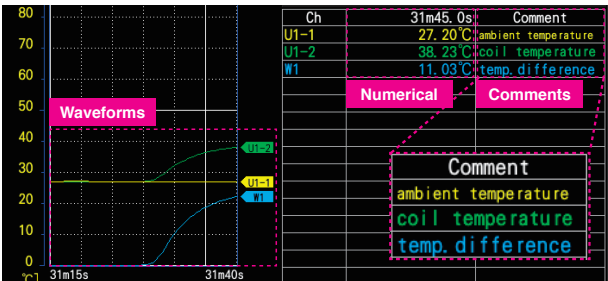 80
70
60
50
40
30
20
10
0
[°C]
31m15s
31m40s
Waveforms
U1-2
U1-1
W1
Ch 31m45.0s Comment
U1-1 27.20°C ambient temperature
U1-2 38.23°C coil temperature
W1 11.03°C temp.difference
Numerical Comments
Comment
ambient temperature
coil temperature
temp.difference